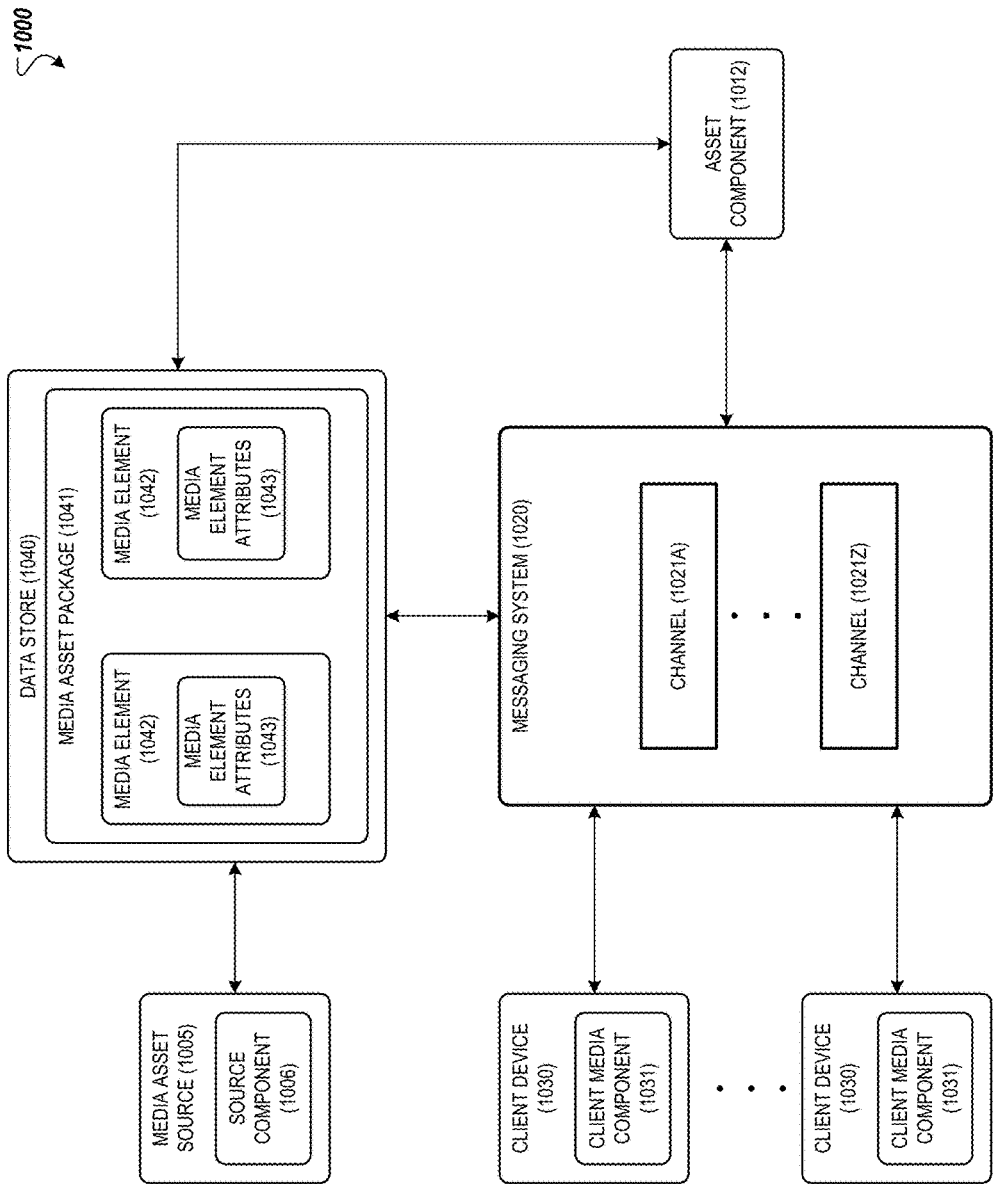 1000
DATA STORE (1040)
MEDIA ASSET PACKAGE (1041)
MEDIA ELEMENT
(1042)
MEDIA
ELEMENT
ATTRIBUTES
(1043)
MEDIA ELEMENT
(1042)
MEDIA
ELEMENT
ATTRIBUTES
(1043)
MEDIA ASSET
SOURCE (1005)
SOURCE
COMPONENT
(1006)
ASSET
COMPONENT (1012)
MESSAGING SYSTEM (1020)
CHANNEL (1021A)
CHANNEL (1021Z)
CLIENT DEVICE
(1030)
CLIENT MEDIA
COMPONENT
(1031)
CLIENT DEVICE
(1030)
CLIENT MEDIA
COMPONENT
(1031)